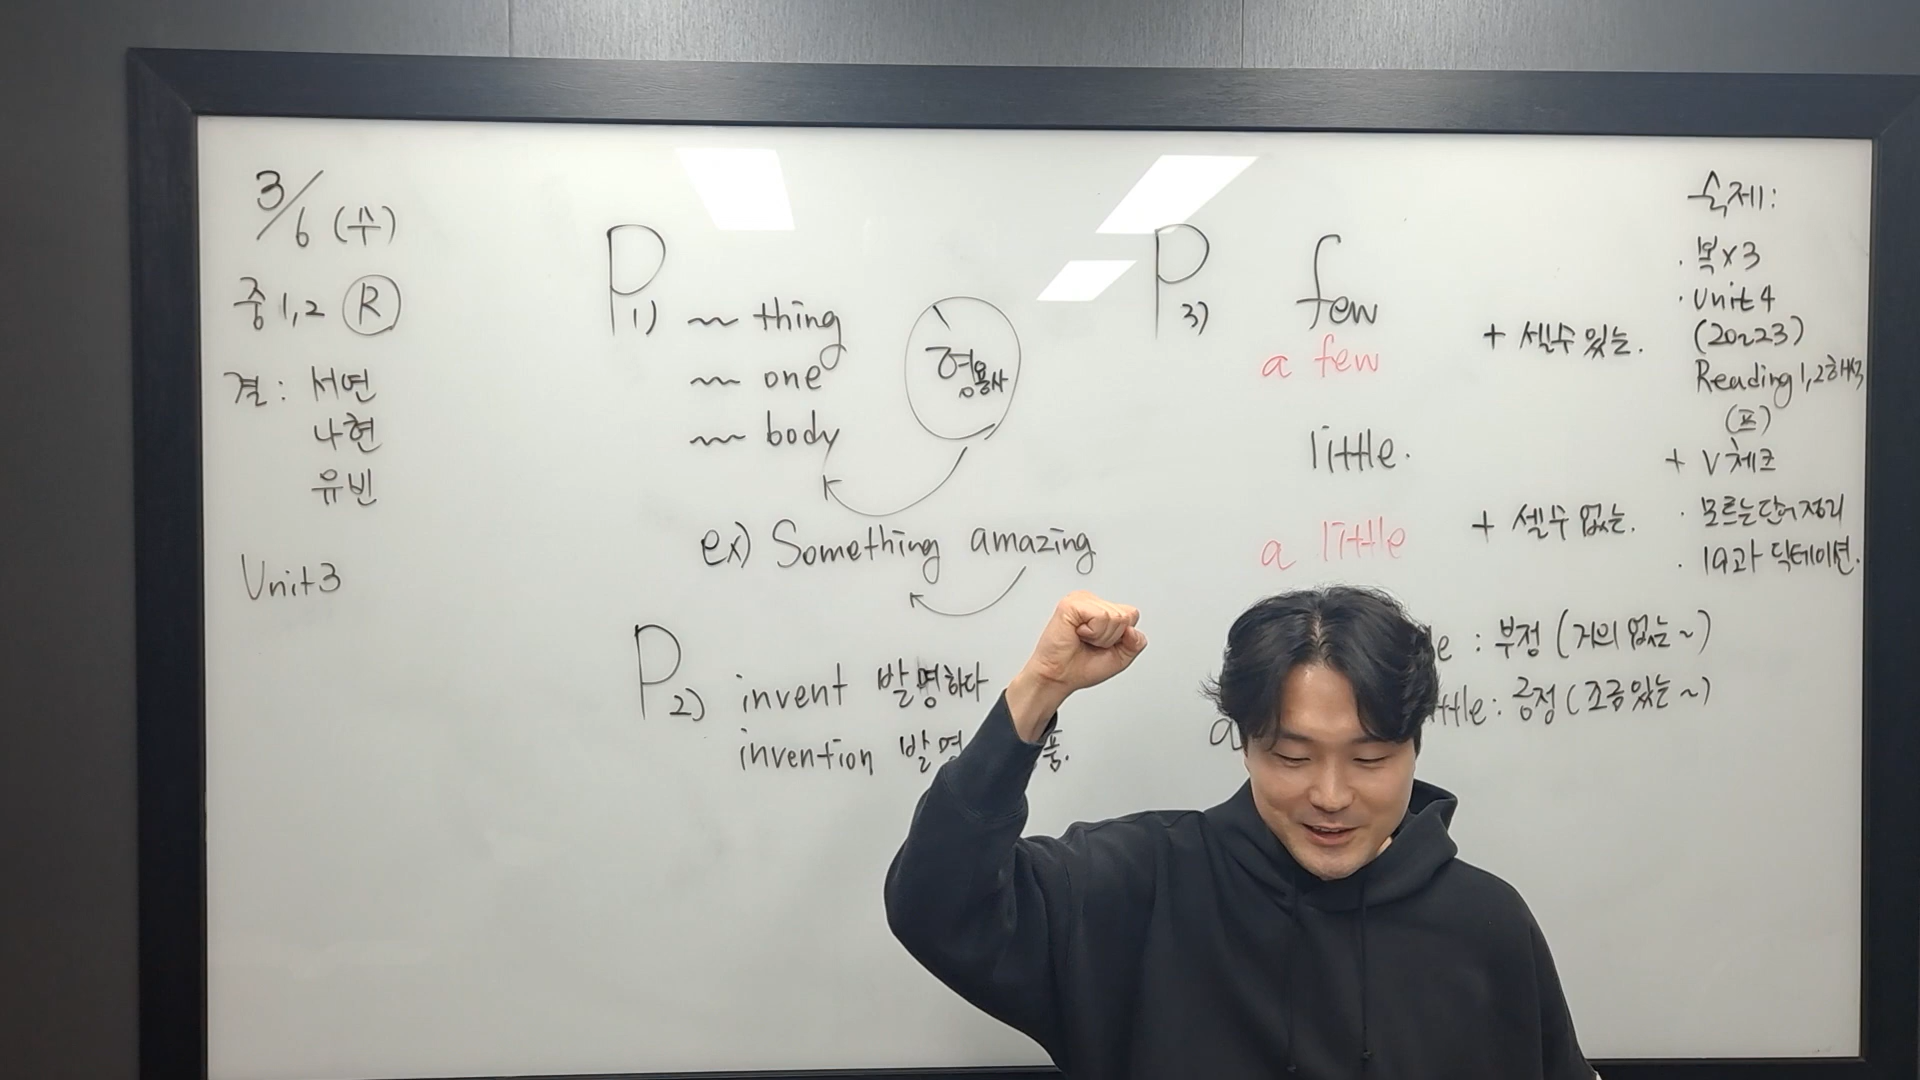 3/6 (수)
중1,2 Ⓡ
결 : 서연
나현
유빈
Unit3
P1) ~ thing
~ one
~ body
형용사
ex) Something amazing
P2) invent 발명하다
invention 발명 품.
P3) few
a few
+ 셀수 있는.
little.
a little
+ 셀수 없는.
le : 부정 (거의 없는 ~)
a ttle : 긍정 (조금 있는 ~)
숙제 :
· 복x3
· Unit 4
(20~23)
Reading 1,2 해석
(프)
+ V 체크
· 모르는단어정리
· 19과 딕테이션.